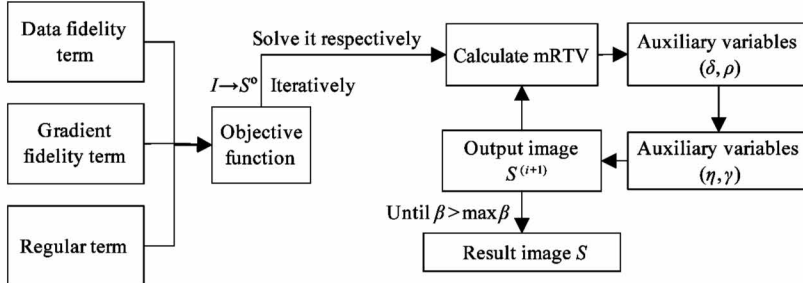 Data fidelity
term
Gradient
fidelity term
Regular term
I→S⁰
Objective
function
Solve it respectively
Iteratively
Calculate mRTV
Auxiliary variables
(δ,ρ)
Auxiliary variables
(η,γ)
Output image
S⁽ⁱ⁺¹⁾
Until β>maxβ
Result image S